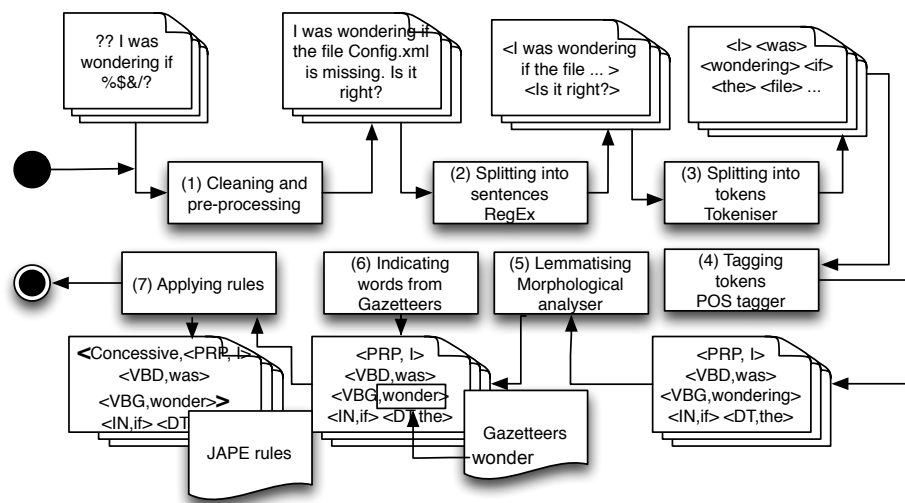 ?? I was
wondering if
%$&/?
I was wondering if
the file Config.xml
is missing. Is it
right?
<I was wondering
if the file ... >
<Is it right?>
<I> <was>
<wondering> <if>
<the> <file> ...
(1) Cleaning and
pre-processing
(2) Splitting into
sentences
RegEx
(3) Splitting into
tokens
Tokeniser
(7) Applying rules
(6) Indicating
words from
Gazetteers
(5) Lemmatising
Morphological
analyser
(4) Tagging
tokens
POS tagger
<Concessive,<PRP, I>
<VBD,was>
<VBG,wonder>>
<IN,if> <DT,
JAPE rules
<PRP, I>
<VBD,was>
<VBG,wonder>
<IN,if> <DT,the>
Gazetteers
wonder
<PRP, I>
<VBD,was>
<VBG,wondering>
<IN,if> <DT,the>